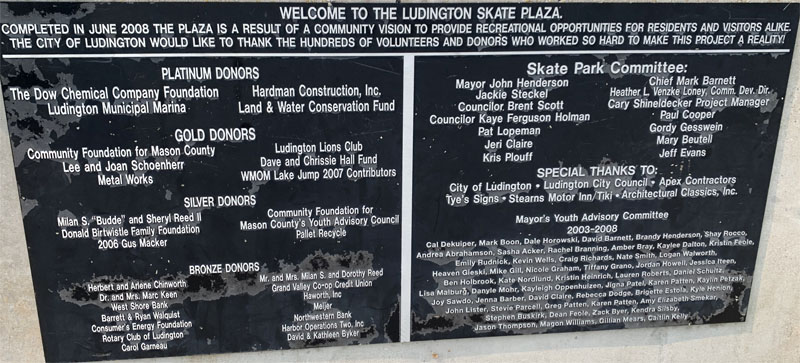 WELCOME TO THE LUDINGTON SKATE PLAZA.
COMPLETED IN JUNE 2008 THE PLAZA IS A RESULT OF A COMMUNITY VISION TO PROVIDE RECREATIONAL OPPORTUNITIES FOR RESIDENTS AND VISITORS ALIKE.
THE CITY OF LUDINGTON WOULD LIKE TO THANK THE HUNDREDS OF VOLUNTEERS AND DONORS WHO WORKED SO HARD TO MAKE THIS PROJECT A REALITY!
PLATINUM DONORS
The Dow Chemical Company Foundation
Ludington Municipal Marina
Hardman Construction, Inc.
Land & Water Conservation Fund
GOLD DONORS
Community Foundation for Mason County
Lee and Joan Schoenherr
Metal Works
Ludington Lions Club
Dave and Chrissie Hall Fund
WMOM Lake Jump 2007 Contributors
SILVER DONORS
Milan S. "Budde" and Sheryl Reed II
Donald Birtwistle Family Foundation
2006 Gus Macker
Community Foundation for
Mason County's Youth Advisory Council
Pallet Recycle
BRONZE DONORS
Herbert and Arlene Chinworth
Dr. and Mrs. Marc Keen
West Shore Bank
Barrett & Ryan Walquist
Consumer's Energy Foundation
Rotary Club of Ludington
Carol Garneau
Mr. and Mrs. Milan S. and Dorothy Reed
Grand Valley Co-op Credit Union
Haworth, Inc
Meijer
Northwestern Bank
Harbor Operations Two, Inc
David & Kathleen Byker
Skate Park Committee:
Mayor John Henderson
Jackie Steckel
Councilor Brent Scott
Councilor Kaye Ferguson Holman
Pat Lopeman
Jeri Claire
Kris Plouff
Chief Mark Barnett
Heather L. Venzke Loney, Comm. Dev. Dir.
Cary Shineldecker Project Manager
Paul Cooper
Gordy Gesswein
Mary Beutell
Jeff Evans
SPECIAL THANKS TO:
City of Ludington • Ludington City Council • Apex Contractors
Tye's Signs • Stearns Motor Inn/Tiki • Architectural Classics, Inc.
Mayor's Youth Advisory Committee
2003-2008
Cal Dekuiper, Mark Boon, Dale Horowski, David Barnett, Brandy Henderson, Shay Rocco,
Andrea Abrahamson, Sasha Acker, Rachel Branning, Amber Bray, Kaylee Dalton, Kristin Feole,
Emily Rudnick, Kevin Wells, Craig Richards, Nate Smith, Logan Walworth,
Heaven Gieski, Mike Gill, Nicole Graham, Tiffany Grano, Jordan Howell, Jessica Iteen,
Ben Holbrook, Kate Nordlund, Kristin Heinrich, Lauren Roberts, Daniel Schultz,
Lisa Malburg, Danyle Mohr, Kayleigh Oppenhuizen, Jigna Patel, Karen Patten, Kaylin Petzak,
Joy Sawdo, Jenna Barber, David Claire, Rebecca Dodge, Brigette Estola, Kyle Henion,
John Lister, Stevie Parcell, Greg Patten, Karen Patten, Amy Elizabeth Smekar,
Stephen Buskirk, Dean Feole, Zack Byer, Kendra Silsby,
Jason Thompson, Magon Williams, Gillian Mears, Caitlin Kelly